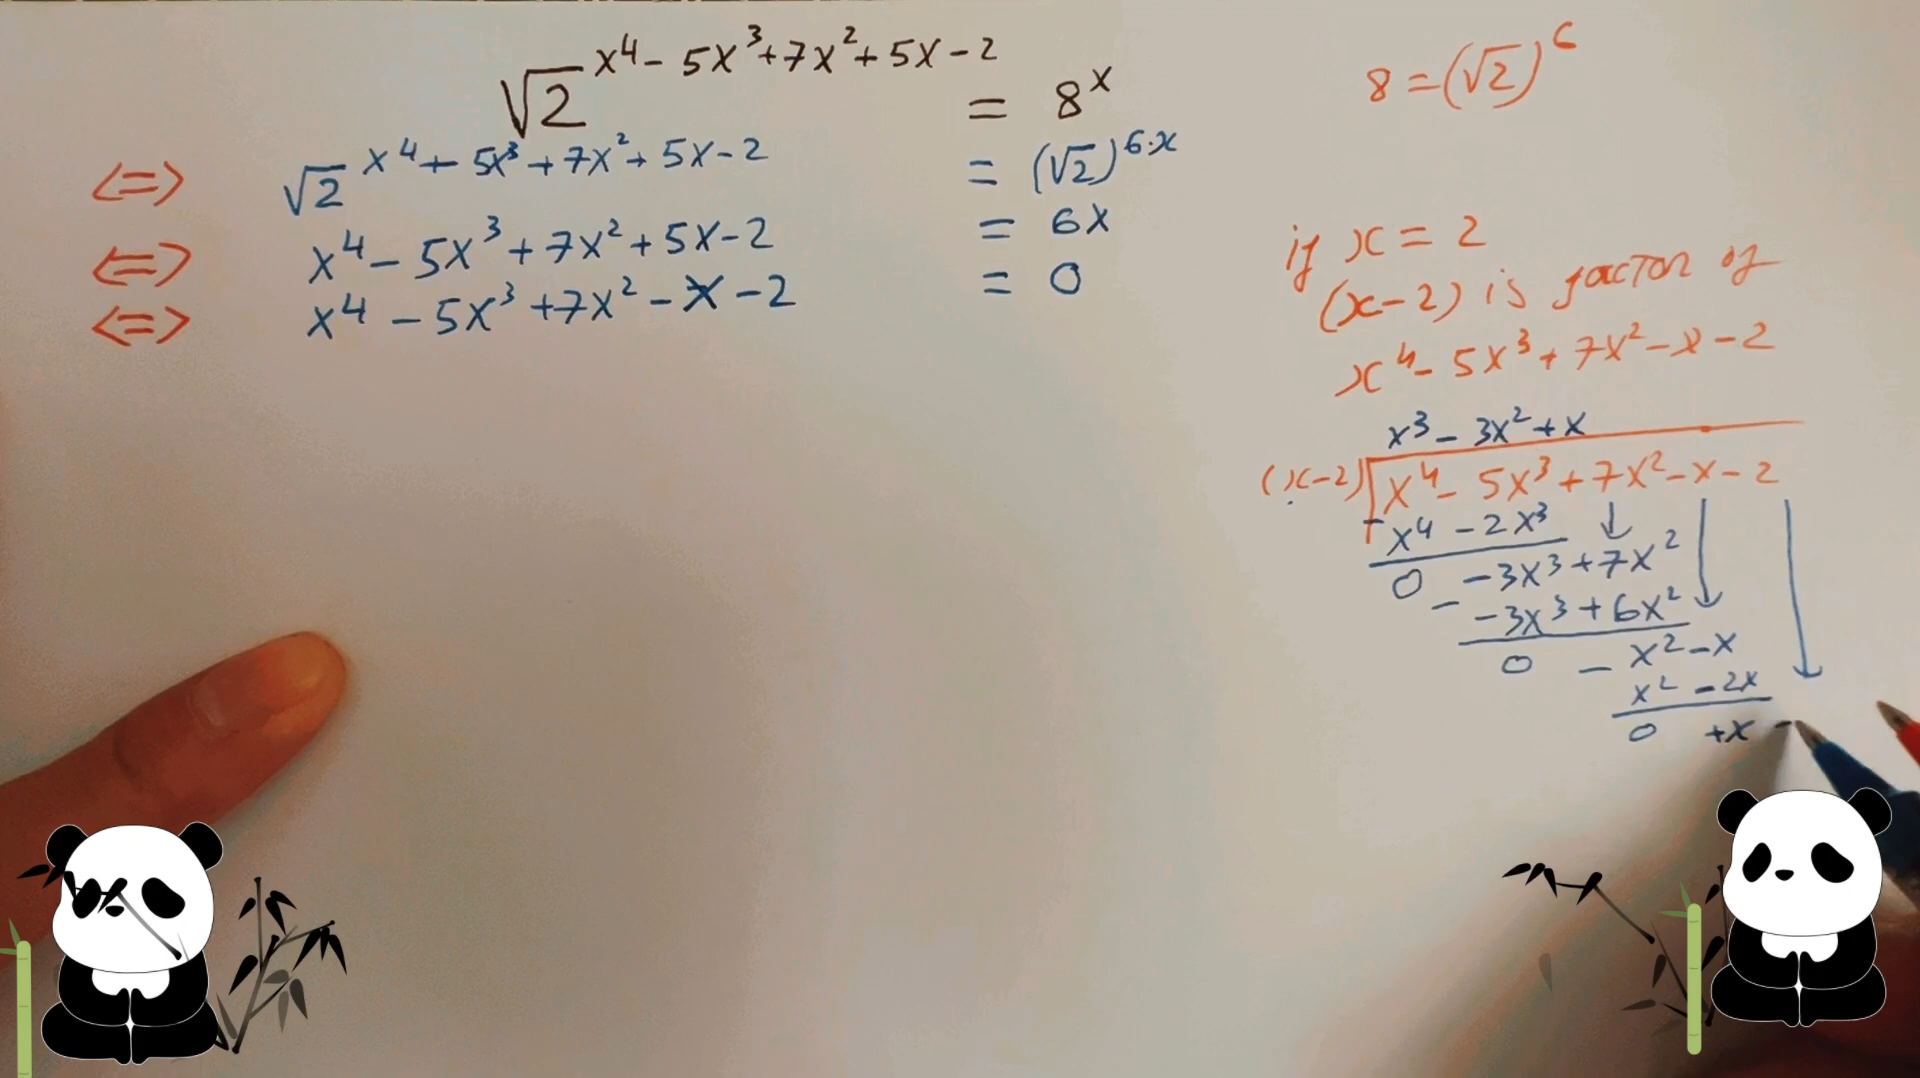 √2^(x⁴ - 5x³ + 7x² + 5x - 2) = 8^x
<=> √2^(x⁴ + 5x³ + 7x² + 5x - 2) = (√2)^(6·x)
<=> x⁴ - 5x³ + 7x² + 5x - 2 = 6x
<=> x⁴ - 5x³ + 7x² - x - 2 = 0
8 = (√2)⁶
if x = 2
(x-2) is factor of
x⁴ - 5x³ + 7x² - x - 2
x³ - 3x² + x
(x-2) x⁴ - 5x³ + 7x² - x - 2
- x⁴ - 2x³
0 - 3x³ + 7x²
- -3x³ + 6x²
0 - x² - x
x² - 2x
0 + x -